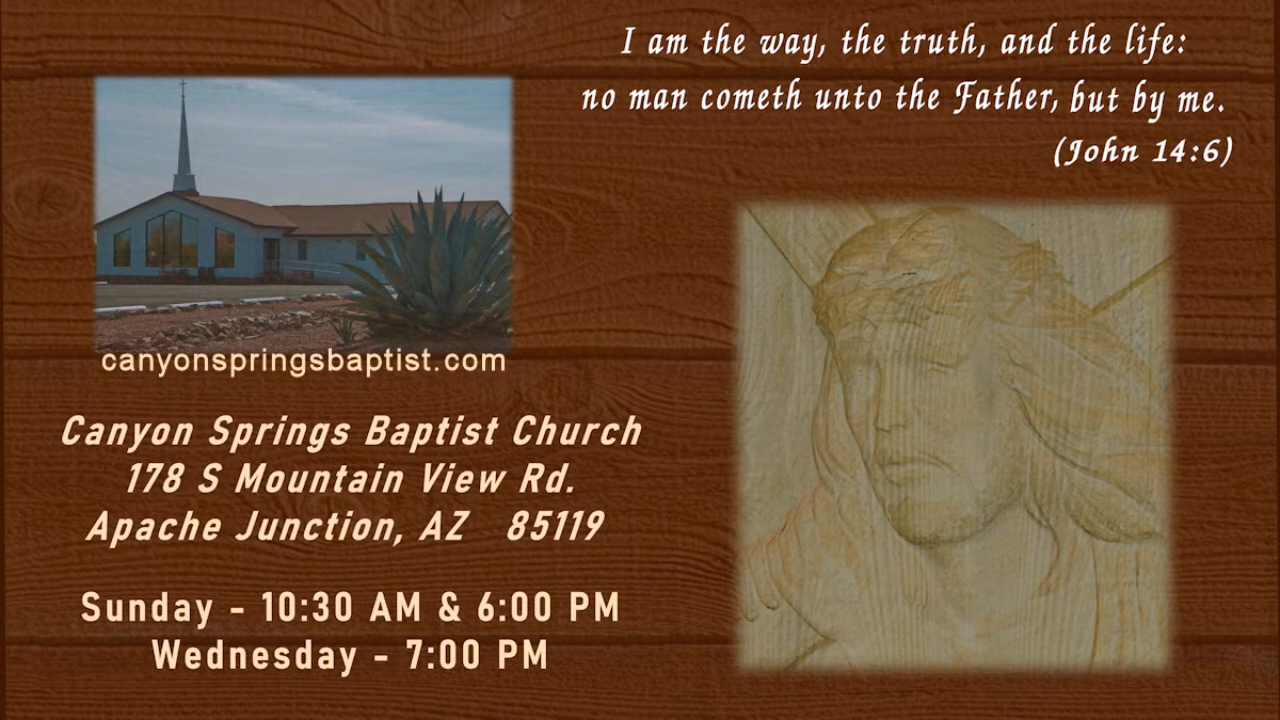 I am the way, the truth, and the life:
no man cometh unto the Father, but by me.
(John 14:6)
canyonspringsbaptist.com
Canyon Springs Baptist Church
178 S Mountain View Rd.
Apache Junction, AZ 85119
Sunday - 10:30 AM & 6:00 PM
Wednesday - 7:00 PM